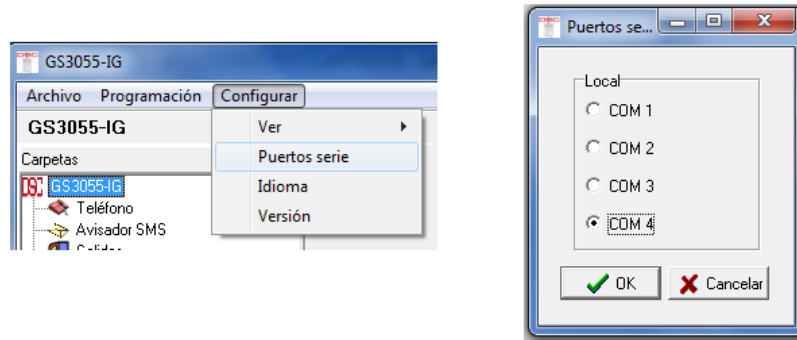 GS3055-IG
Archivo Programación Configurar
GS3055-IG
Carpetas
GS3055-IG
Teléfono
Avisador SMS
Salidas
Ver
Puertos serie
Idioma
Versión
Puertos se...
Local
COM 1
COM 2
COM 3
COM 4
OK
Cancelar